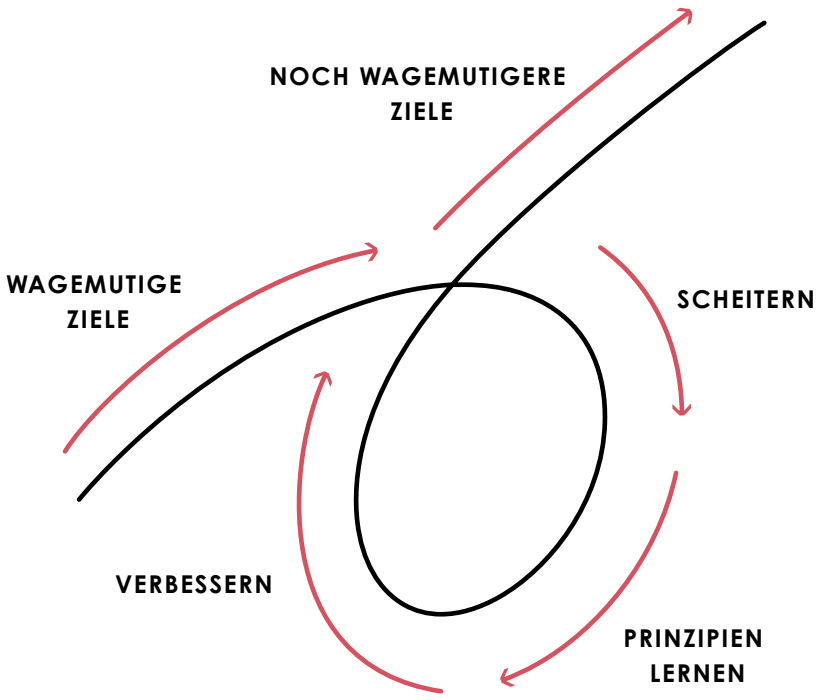 NOCH WAGEMUTIGERE
ZIELE
WAGEMUTIGE
ZIELE
SCHEITERN
VERBESSERN
PRINZIPIEN
LERNEN